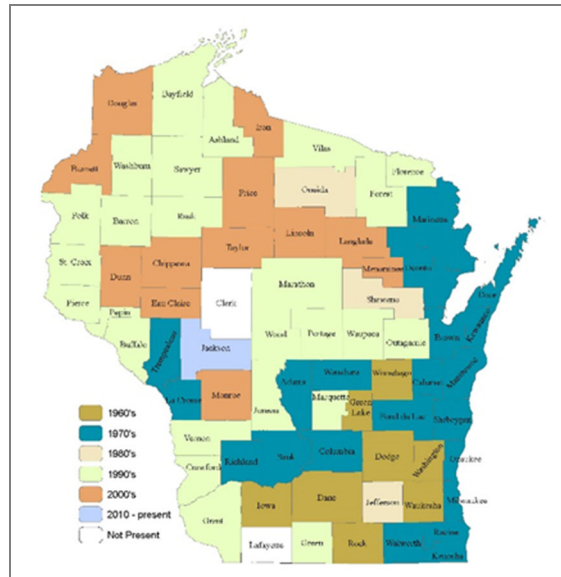 Bayfield
Douglas
Iron
Ashland
Vilas
Florence
Washburn
Sawyer
Burnett
Oneida
Forest
Price
Marinette
Polk
Barron
Rusk
Lincoln
Langlade
Taylor
Chippewa
Menominee
Oconto
St. Croix
Dunn
Marathon
Door
Clerk
Shawano
Pierce
Eau Claire
Pepin
Kewaunee
Buffalo
Trempealeau
Wood
Portage
Waupaca
Outagamie
Brown
Jackson
Manitowoc
Waushara
Winnebago
Calumet
Adams
La Crosse
Monroe
Juneau
Marquette
Green
Lake
Fond du Lac
Sheboygan
Vernon
1960's
1970's
1980's
1990's
2000's
2010 - present
Not Present
Crawford
Richland
Sauk
Columbia
Dodge
Washington
Ozaukee
Grant
Iowa
Dane
Jefferson
Waukesha
Milwaukee
Lafayette
Green
Rock
Walworth
Racine
Kenosha